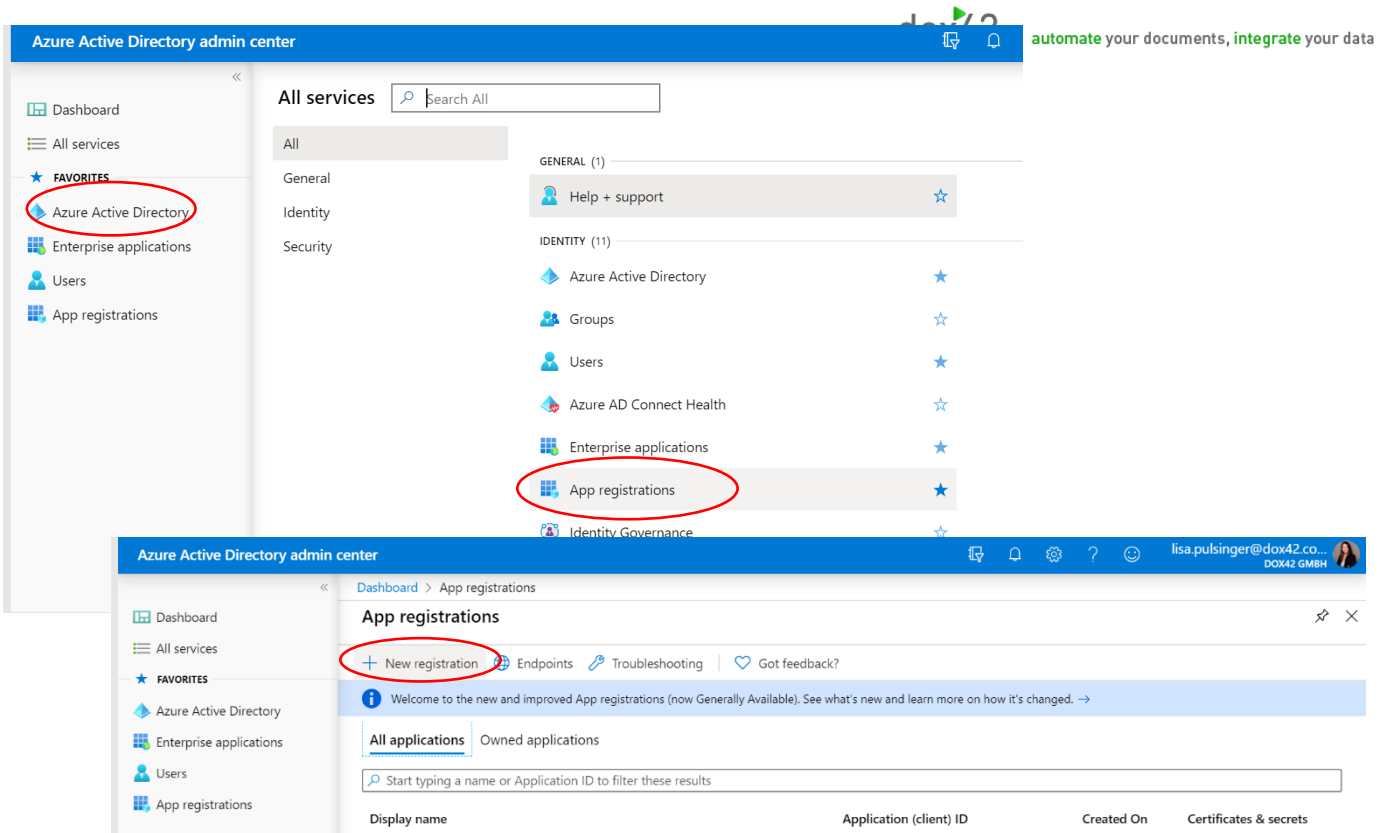 automate your documents, integrate your data
Azure Active Directory admin center
«
Dashboard
All services
FAVORITES
Azure Active Directory
Enterprise applications
Users
App registrations
All services
Search All
All
General
Identity
Security
GENERAL (1)
Help + support
IDENTITY (11)
Azure Active Directory
Groups
Users
Azure AD Connect Health
Enterprise applications
App registrations
Identity Governance
Azure Active Directory admin center
lisa.pulsinger@dox42.co...
DOX42 GMBH
«
Dashboard
All services
FAVORITES
Azure Active Directory
Enterprise applications
Users
App registrations
Dashboard > App registrations
App registrations
+ New registration Endpoints Troubleshooting Got feedback?
Welcome to the new and improved App registrations (now Generally Available). See what's new and learn more on how it's changed. →
All applications Owned applications
Start typing a name or Application ID to filter these results
Display name Application (client) ID Created On Certificates & secrets